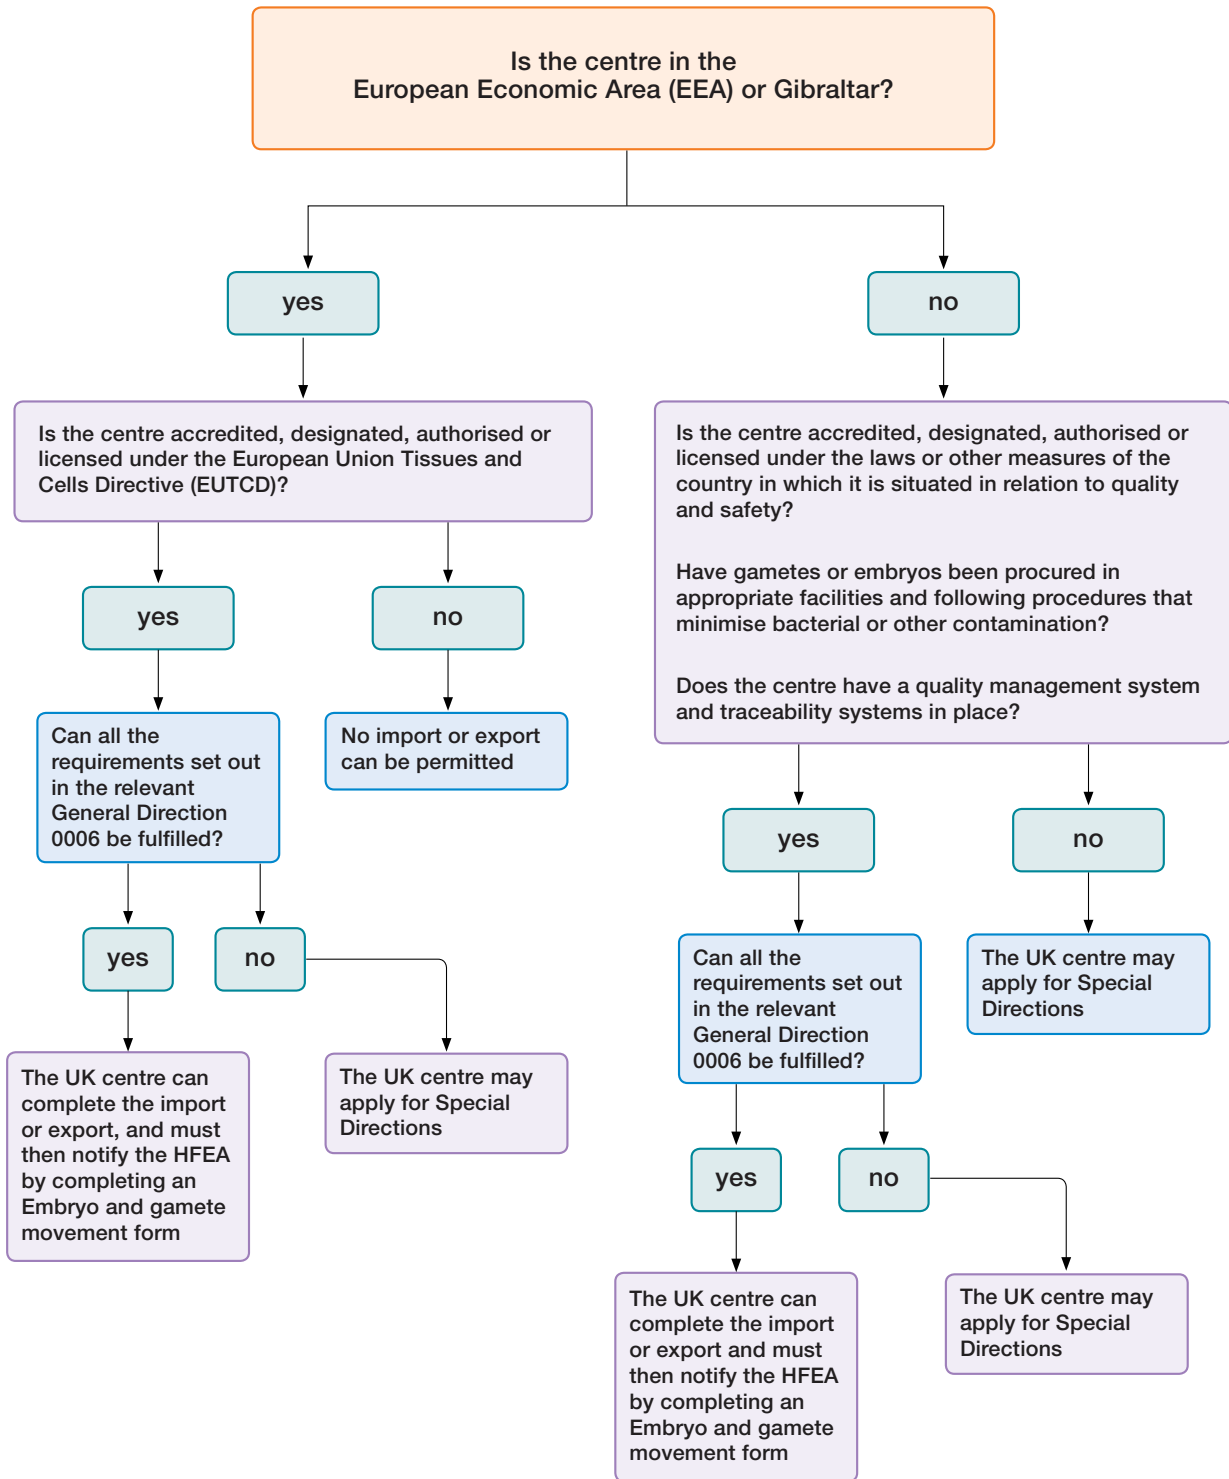 Is the centre in the
European Economic Area (EEA) or Gibraltar?
yes
no
Is the centre accredited, designated, authorised or
licensed under the European Union Tissues and
Cells Directive (EUTCD)?
Is the centre accredited, designated, authorised or
licensed under the laws or other measures of the
country in which it is situated in relation to quality
and safety?
Have gametes or embryos been procured in
appropriate facilities and following procedures that
minimise bacterial or other contamination?
Does the centre have a quality management system
and traceability systems in place?
yes
no
Can all the
requirements set out
in the relevant
General Direction
0006 be fulfilled?
No import or export
can be permitted
yes
no
yes
no
Can all the
requirements set out
in the relevant
General Direction
0006 be fulfilled?
The UK centre may
apply for Special
Directions
The UK centre can
complete the import
or export, and must
then notify the HFEA
by completing an
Embryo and gamete
movement form
The UK centre may
apply for Special
Directions
yes
no
The UK centre can
complete the import
or export and must
then notify the HFEA
by completing an
Embryo and gamete
movement form
The UK centre may
apply for Special
Directions